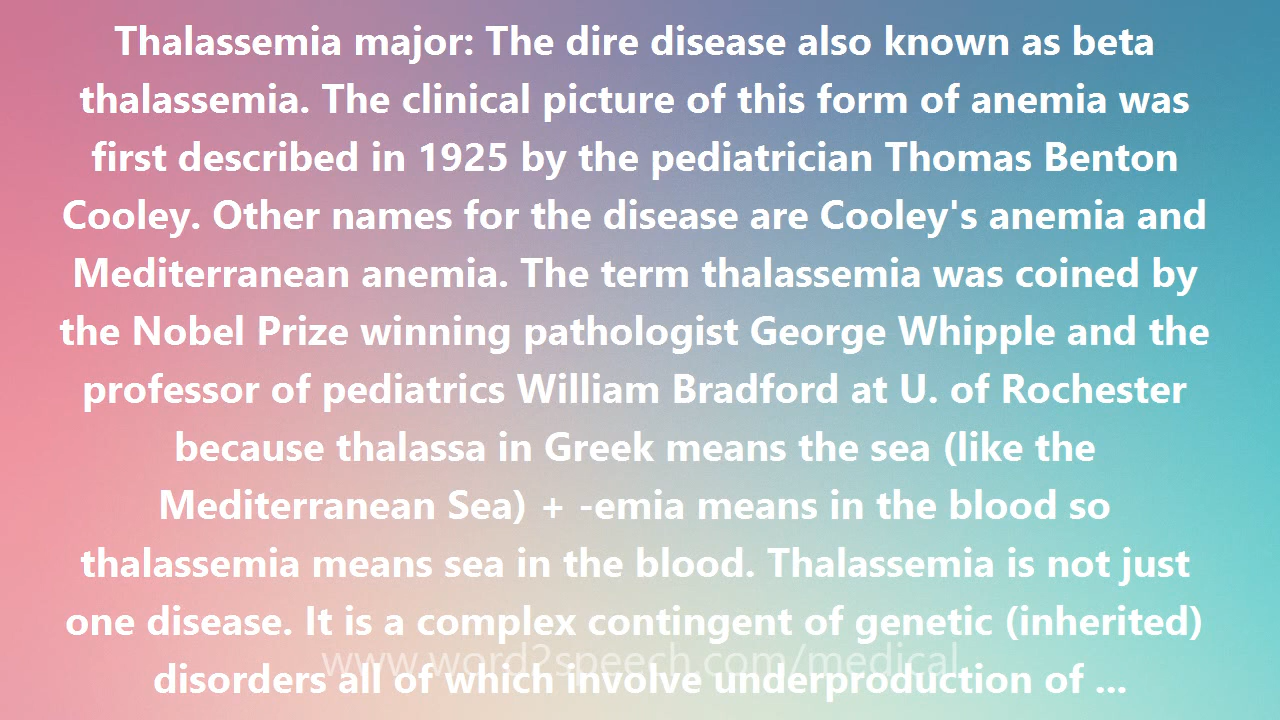 Thalassemia major: The dire disease also known as beta
thalassemia. The clinical picture of this form of anemia was
first described in 1925 by the pediatrician Thomas Benton
Cooley. Other names for the disease are Cooley's anemia and
Mediterranean anemia. The term thalassemia was coined by
the Nobel Prize winning pathologist George Whipple and the
professor of pediatrics William Bradford at U. of Rochester
because thalassa in Greek means the sea (like the
Mediterranean Sea) + -emia means in the blood so
thalassemia means sea in the blood. Thalassemia is not just
one disease. It is a complex contingent of genetic (inherited)
www.word2speech.com/medical
disorders all of which involve underproduction of ...